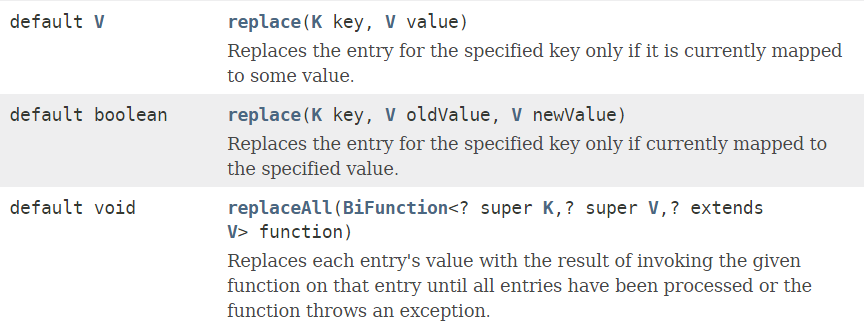 default V replace(K key, V value)
Replaces the entry for the specified key only if it is currently mapped
to some value.
default boolean replace(K key, V oldValue, V newValue)
Replaces the entry for the specified key only if currently mapped to
the specified value.
default void replaceAll(BiFunction<? super K,? super V,? extends
V> function)
Replaces each entry's value with the result of invoking the given
function on that entry until all entries have been processed or the
function throws an exception.